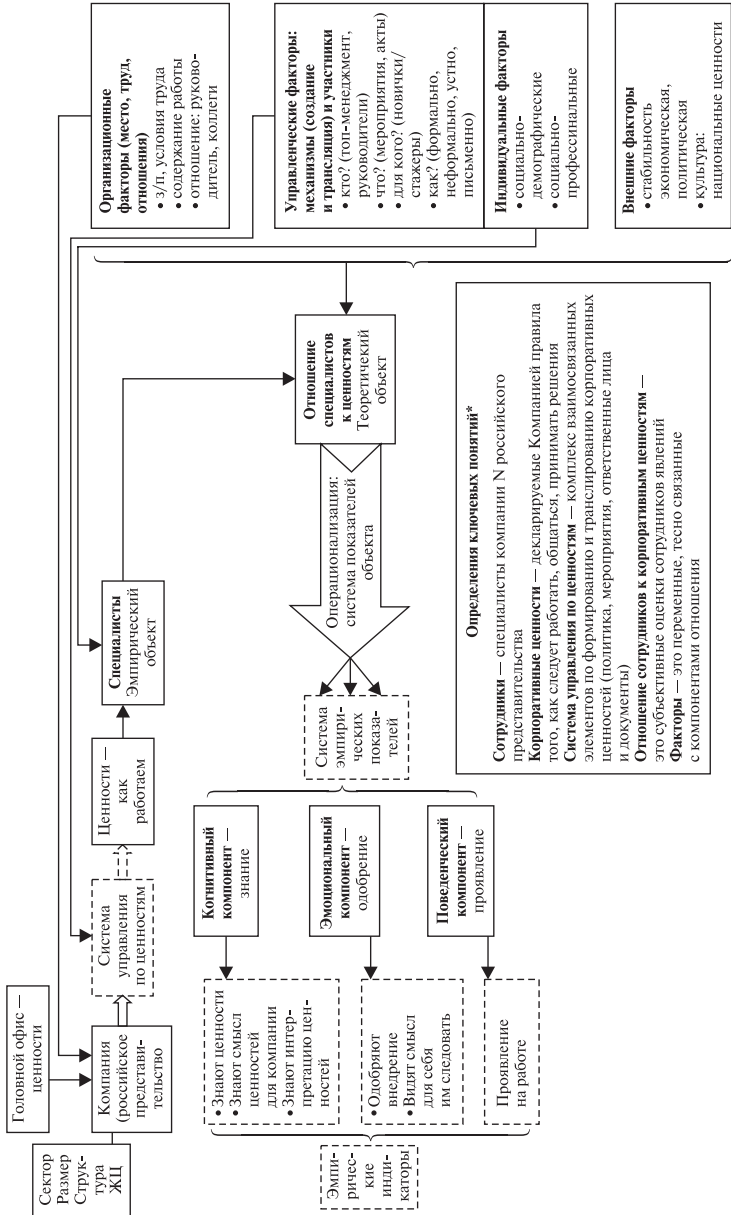 Головной офис —
ценности
Сектор
Размер
Струк-
тура
ЖЦ
Компания
(российское
представи-
тельство
Система
управления
по ценностям
Ценности —
как
работаем
Специалисты
Эмпирический
объект
Организационные
факторы (место, труд,
отношения)
• з/п, условия труда
• содержание работы
• отношение: руково-
дитель, коллеги
Управленческие факторы:
механизмы (создание
и трансляция) и участники
• кто? (топ-менеджмент,
руководители)
• что? (мероприятия, акты)
• для кого? (новички/
стажеры)
• как? (формально,
неформально, устно,
письменно)
Индивидуальные факторы
• социально-
демографические
• социально-
профессинальные
Внешние факторы
• стабильность
экономическая,
политическая
• культура:
национальные ценности
Отношение
специалистов
к ценностям
Теоретичекий
объект
Операционализация:
система показателей
объекта
Система
эмпири-
ческих
показа-
телей
Когнитивный
компонент —
знание
Эмоциональный
компонент —
одобрение
Поведенческий
компонент —
проявление
• Знают ценности
• Знают смысл
ценностей
для компании
• Знают интер-
претацию цен-
ностей
• Одобряют
внедрение
• Видят смысл
для себя
им следовать
Проявление
на работе
Эмпи-
ричес-
кие
инди-
каторы
Определения ключевых понятий*
Сотрудники — специалисты компании N российского
представительства
Корпоративные ценности — декларируемые Компанией правила
того, как следует работать, общаться, принимать решения
Система управления по ценностям — комплекс взаимосвязанных
элементов по формированию и транслированию корпоративных
ценностей (политика, мероприятия, ответственные лица
и документы)
Отношение сотрудников к корпоративным ценностям —
это субъективные оценки сотрудников явлений
Факторы — это переменные, тесно связанные
с компонентами отношения